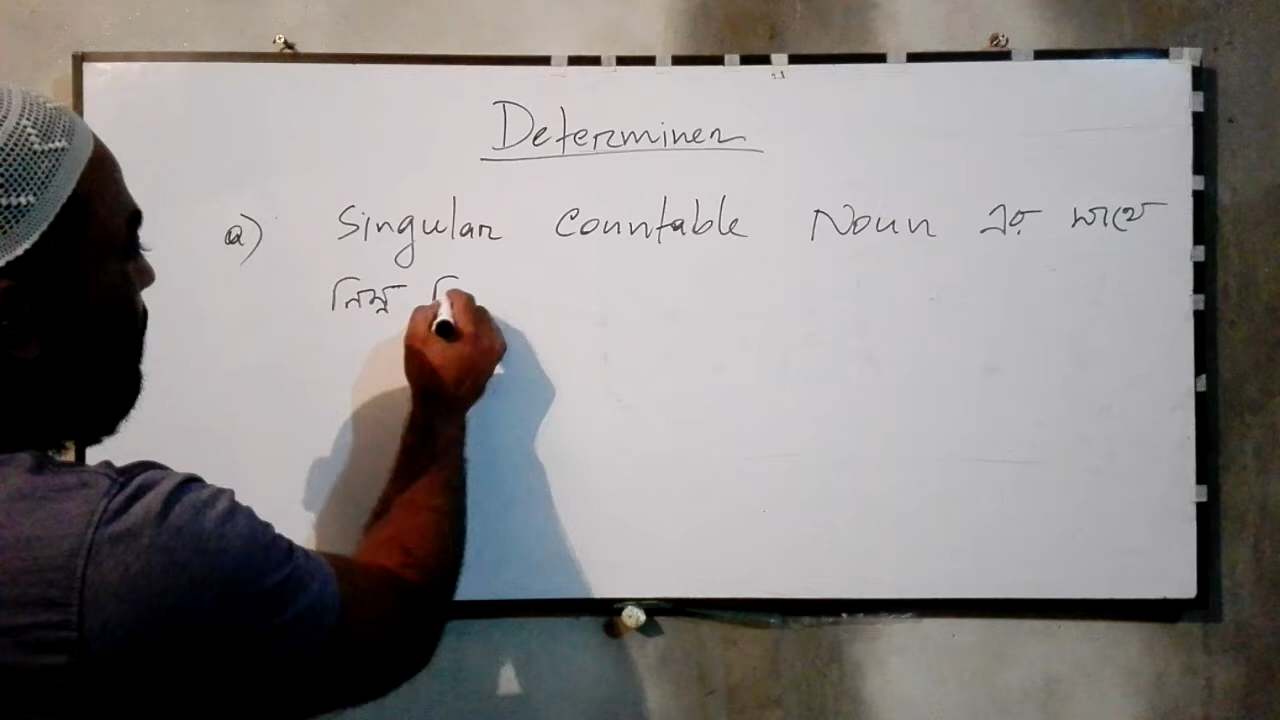 Determiner
a) Singular Countable Noun এর সাথে
নিম্ন